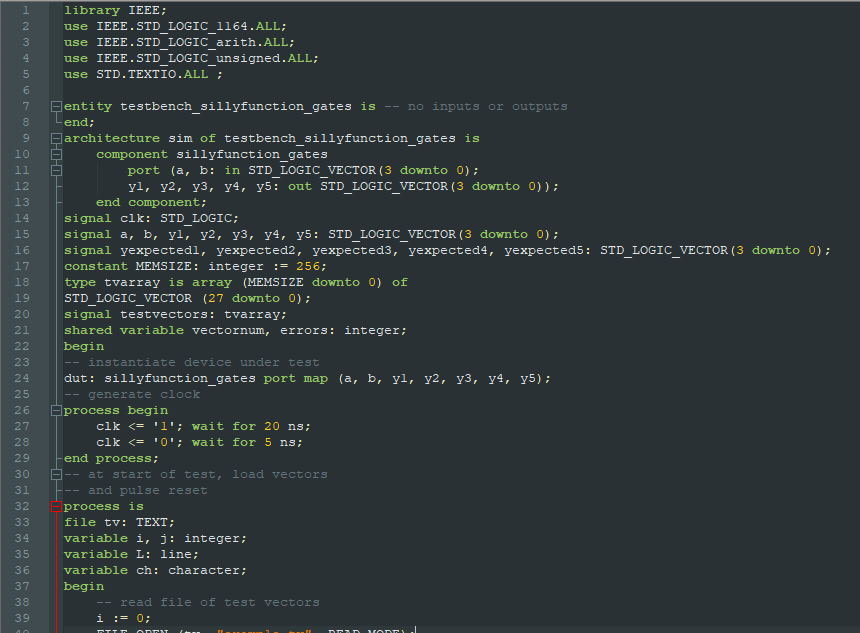 1 library IEEE;
2 use IEEE.STD_LOGIC_1164.ALL;
3 use IEEE.STD_LOGIC_arith.ALL;
4 use IEEE.STD_LOGIC_unsigned.ALL;
5 use STD.TEXTIO.ALL ;
6
7 entity testbench_sillyfunction_gates is -- no inputs or outputs
8 end;
9 architecture sim of testbench_sillyfunction_gates is
10     component sillyfunction_gates
11         port (a, b: in STD_LOGIC_VECTOR(3 downto 0);
12         y1, y2, y3, y4, y5: out STD_LOGIC_VECTOR(3 downto 0));
13     end component;
14 signal clk: STD_LOGIC;
15 signal a, b, y1, y2, y3, y4, y5: STD_LOGIC_VECTOR(3 downto 0);
16 signal yexpected1, yexpected2, yexpected3, yexpected4, yexpected5: STD_LOGIC_VECTOR(3 downto 0);
17 constant MEMSIZE: integer := 256;
18 type tvarray is array (MEMSIZE downto 0) of
19 STD_LOGIC_VECTOR (27 downto 0);
20 signal testvectors: tvarray;
21 shared variable vectornum, errors: integer;
22 begin
23 -- instantiate device under test
24 dut: sillyfunction_gates port map (a, b, y1, y2, y3, y4, y5);
25 -- generate clock
26 process begin
27     clk <= '1'; wait for 20 ns;
28     clk <= '0'; wait for 5 ns;
29 end process;
30 -- at start of test, load vectors
31 -- and pulse reset
32 process is
33 file tv: TEXT;
34 variable i, j: integer;
35 variable L: line;
36 variable ch: character;
37 begin
38     -- read file of test vectors
39     i := 0;
40     FILE_OPEN (tv, "example.tv", READ_MODE);